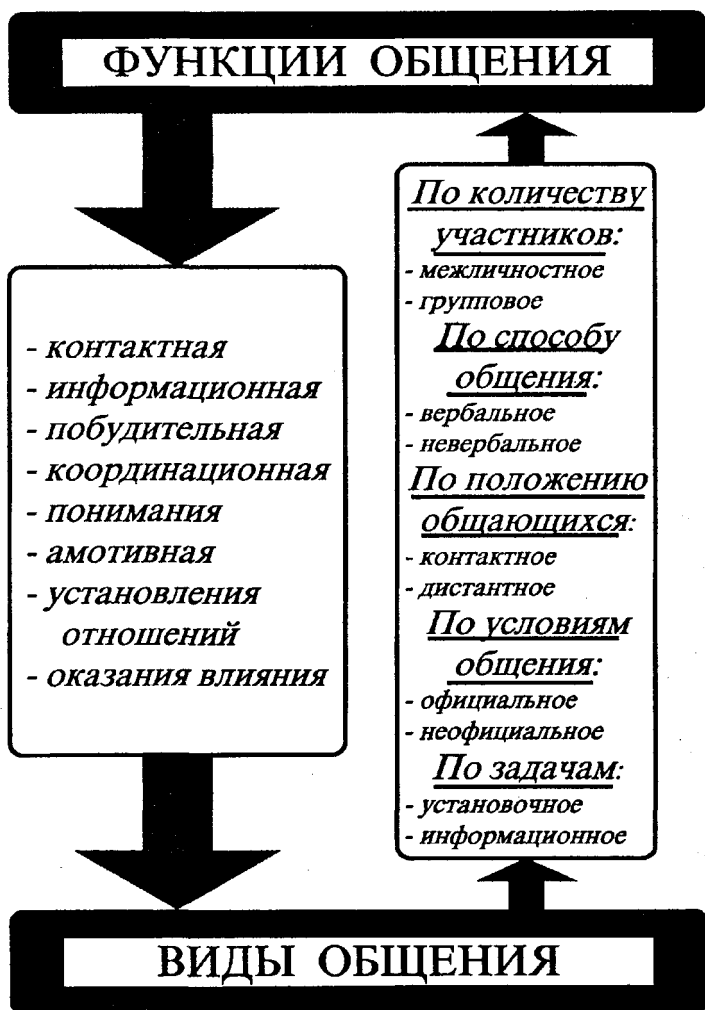 ФУНКЦИИ ОБЩЕНИЯ
- контактная
- информационная
- побудительная
- координационная
- понимания
- амотивная
- установления
отношений
- оказания влияния
По количеству
участников:
- межличностное
- групповое
По способу
общения:
- вербальное
- невербальное
По положению
общающихся:
- контактное
- дистантное
По условиям
общения:
- официальное
- неофициальное
По задачам:
- установочное
- информационное
ВИДЫ ОБЩЕНИЯ